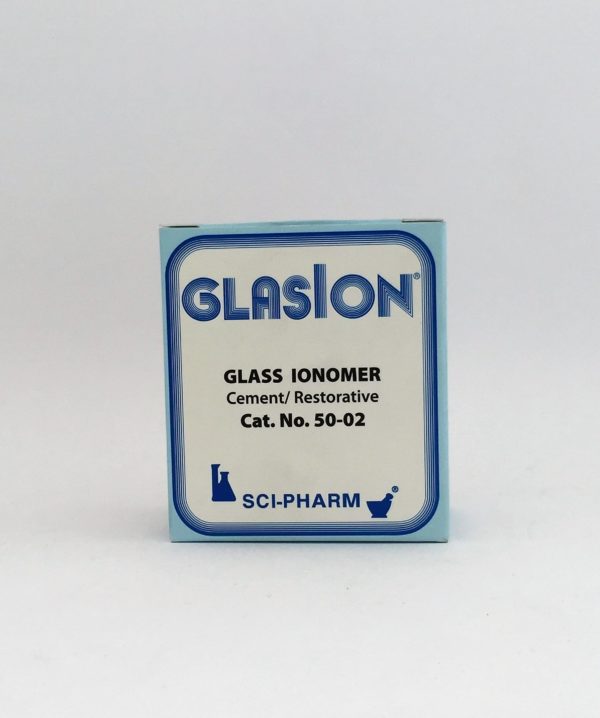 GLASION®
GLASS IONOMER
Cement/ Restorative
Cat. No. 50-02
SCI-PHARM ®